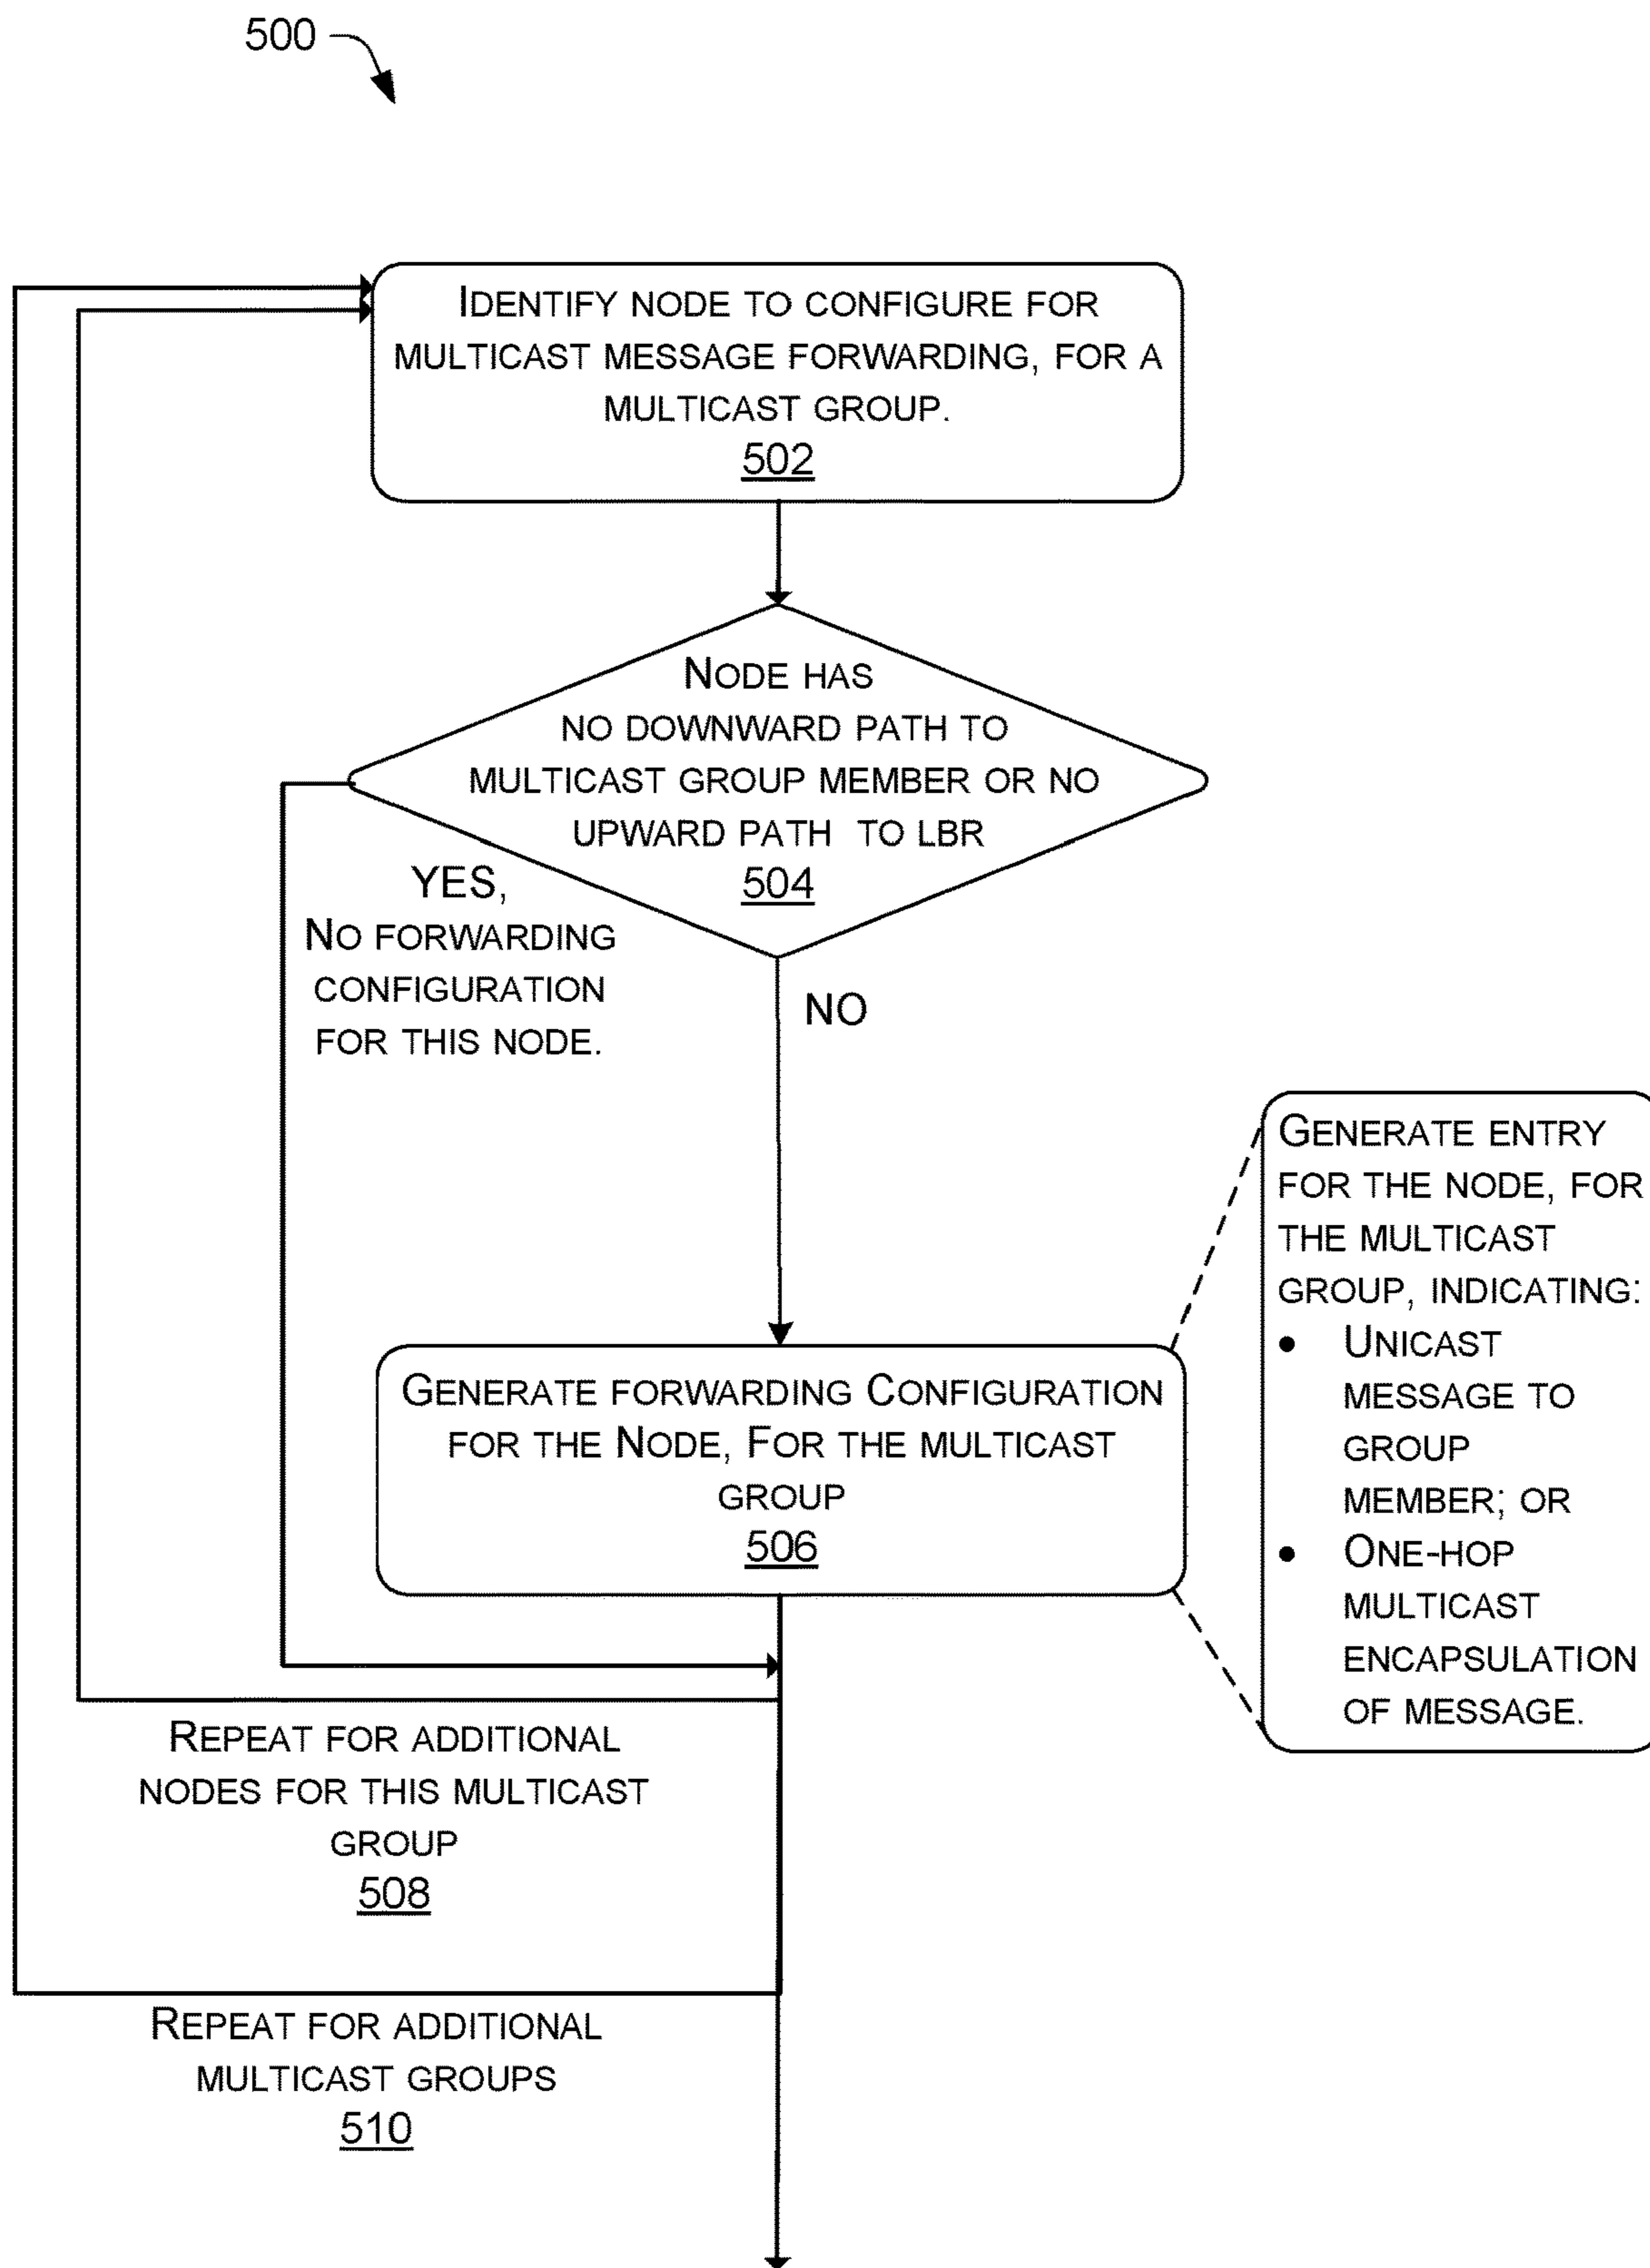 500
IDENTIFY NODE TO CONFIGURE FOR
MULTICAST MESSAGE FORWARDING, FOR A
MULTICAST GROUP.
502
NODE HAS
NO DOWNWARD PATH TO
MULTICAST GROUP MEMBER OR NO
UPWARD PATH TO LBR
504
YES,
NO FORWARDING
CONFIGURATION
FOR THIS NODE.
NO
GENERATE FORWARDING CONFIGURATION
FOR THE NODE, FOR THE MULTICAST
GROUP
506
GENERATE ENTRY
FOR THE NODE, FOR
THE MULTICAST
GROUP, INDICATING:
• UNICAST
MESSAGE TO
GROUP
MEMBER; OR
• ONE-HOP
MULTICAST
ENCAPSULATION
OF MESSAGE.
REPEAT FOR ADDITIONAL
NODES FOR THIS MULTICAST
GROUP
508
REPEAT FOR ADDITIONAL
MULTICAST GROUPS
510